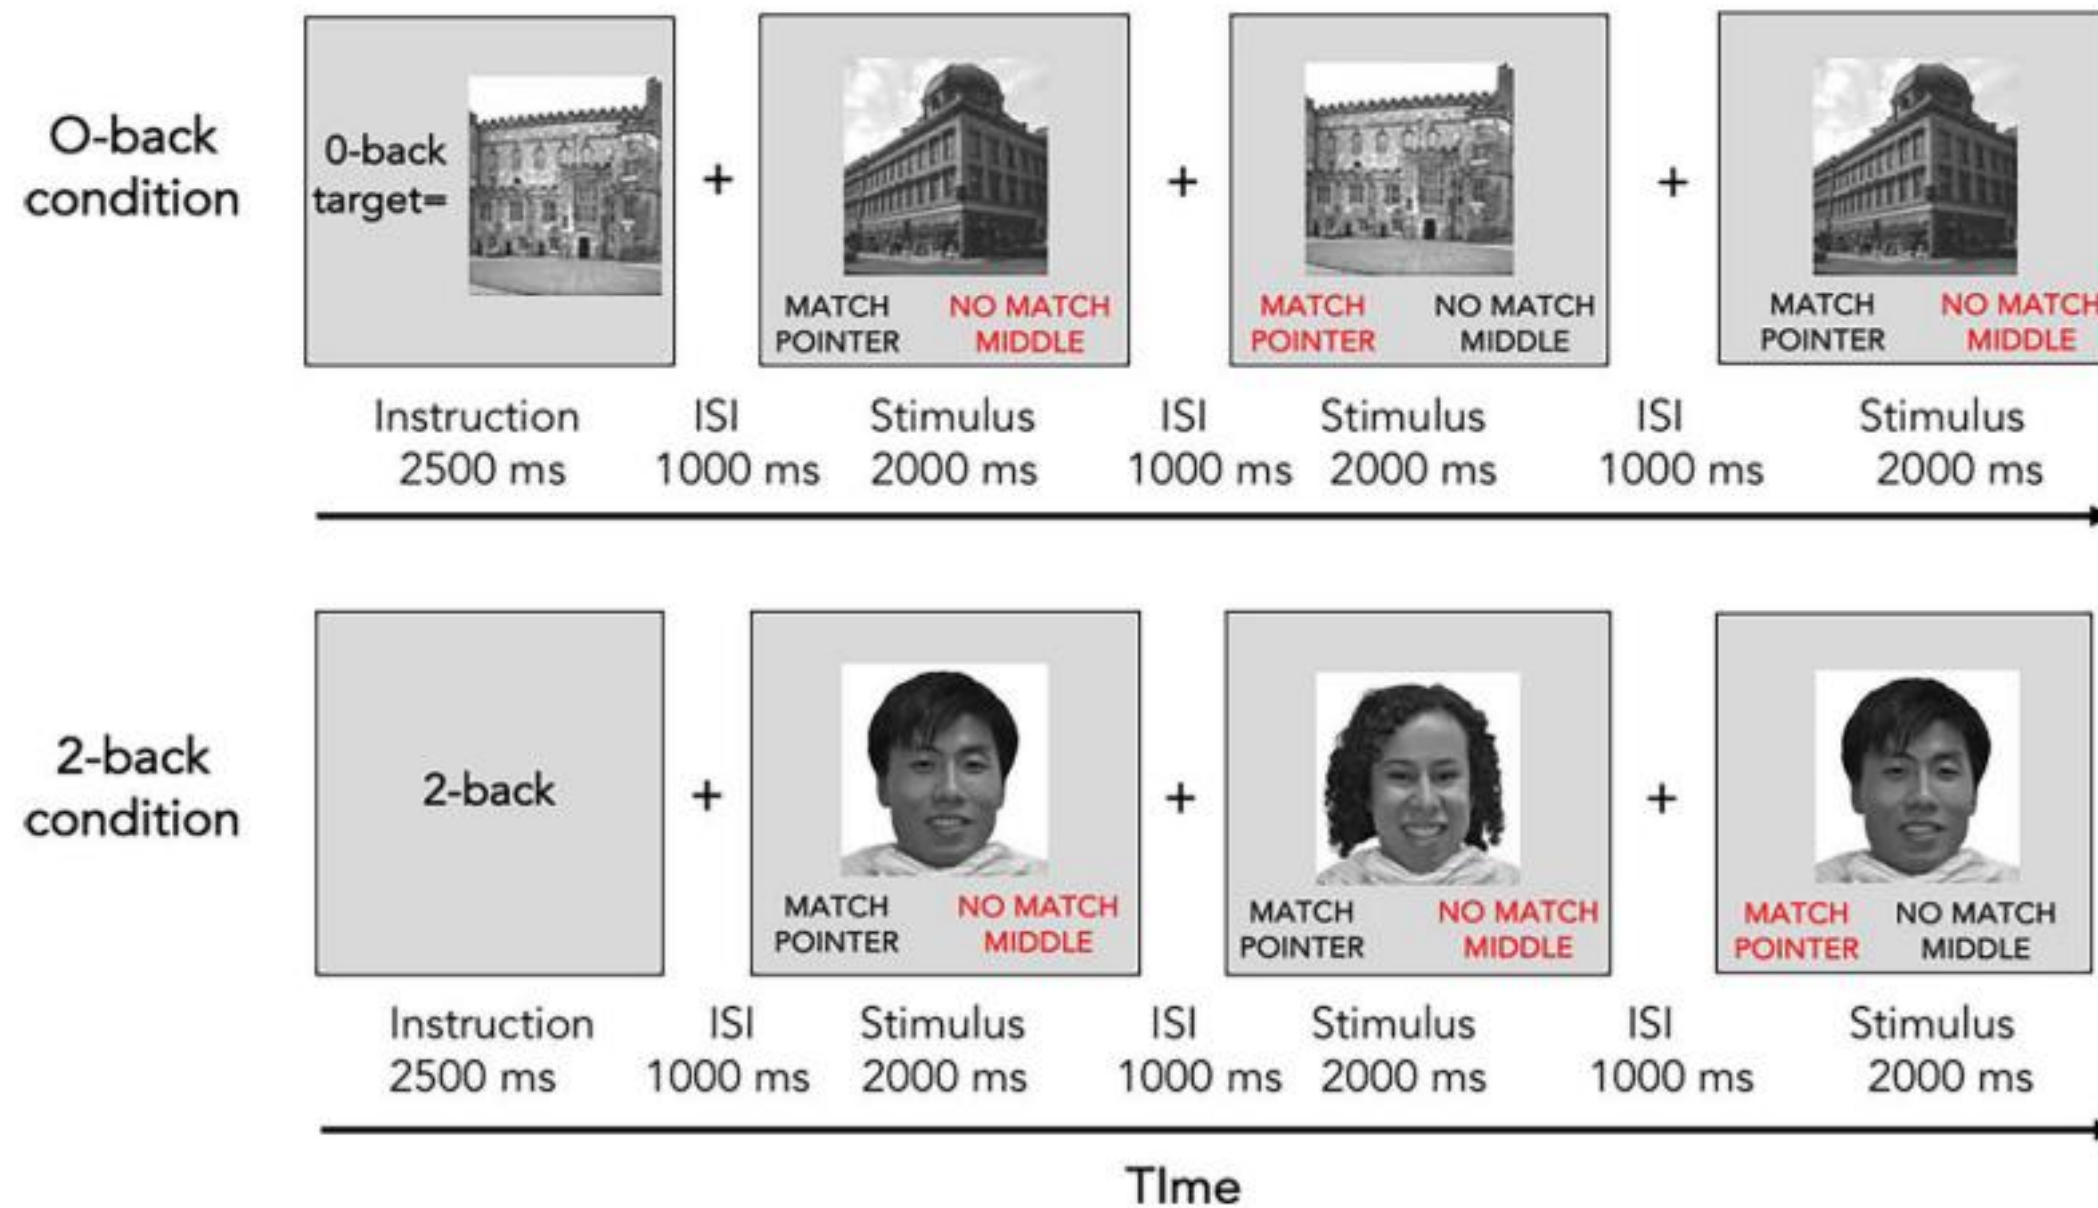 O-back
condition
0-back
target=
+
MATCH
POINTER
NO MATCH
MIDDLE
+
MATCH
POINTER
NO MATCH
MIDDLE
+
MATCH
POINTER
NO MATCH
MIDDLE
Instruction
2500 ms
ISI
1000 ms
Stimulus
2000 ms
ISI
1000 ms
Stimulus
2000 ms
ISI
1000 ms
Stimulus
2000 ms
2-back
condition
2-back
+
MATCH
POINTER
NO MATCH
MIDDLE
+
MATCH
POINTER
NO MATCH
MIDDLE
+
MATCH
POINTER
NO MATCH
MIDDLE
Instruction
2500 ms
ISI
1000 ms
Stimulus
2000 ms
ISI
1000 ms
Stimulus
2000 ms
ISI
1000 ms
Stimulus
2000 ms
TIme